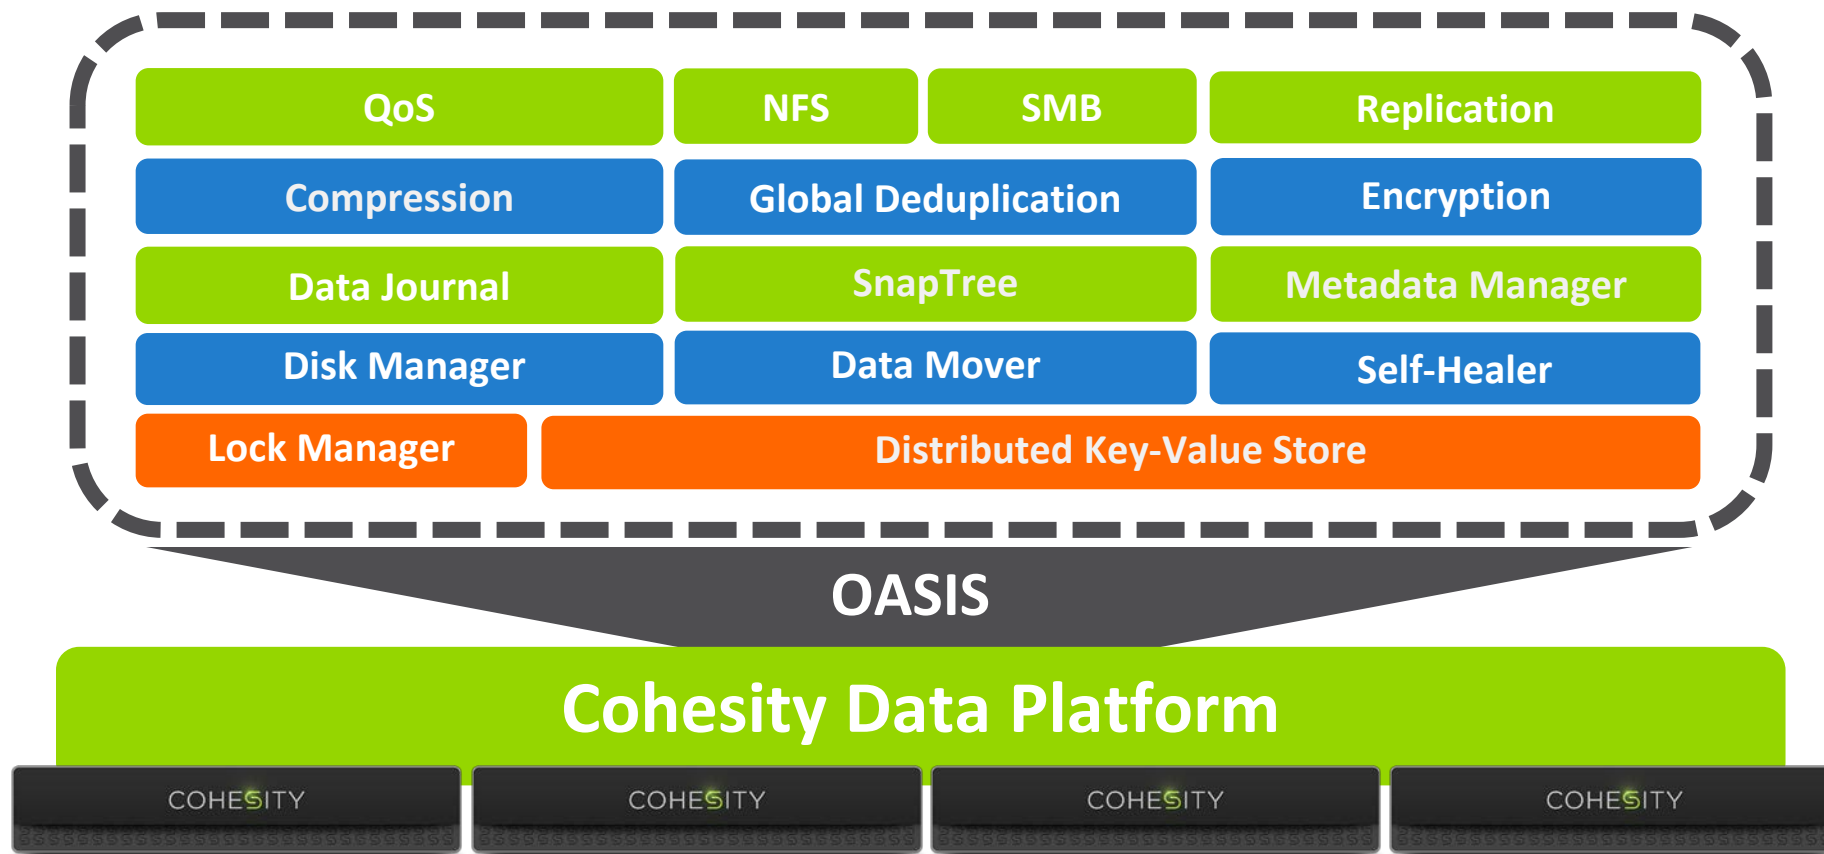 QoS NFS SMB Replication
Compression Global Deduplication Encryption
Data Journal SnapTree Metadata Manager
Disk Manager Data Mover Self-Healer
Lock Manager Distributed Key-Value Store
OASIS
Cohesity Data Platform
COHESITY COHESITY COHESITY COHESITY